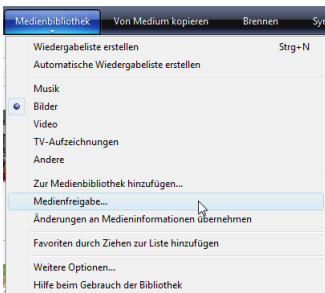 Medienbibliothek Von Medium kopieren Brennen Syn
Wiedergabeliste erstellen Strg+N
Automatische Wiedergabeliste erstellen
Musik
Bilder
Video
TV-Aufzeichnungen
Andere
Zur Medienbibliothek hinzufügen...
Medienfreigabe...
Änderungen an Medieninformationen übernehmen
Favoriten durch Ziehen zur Liste hinzufügen
Weitere Optionen...
Hilfe beim Gebrauch der Bibliothek